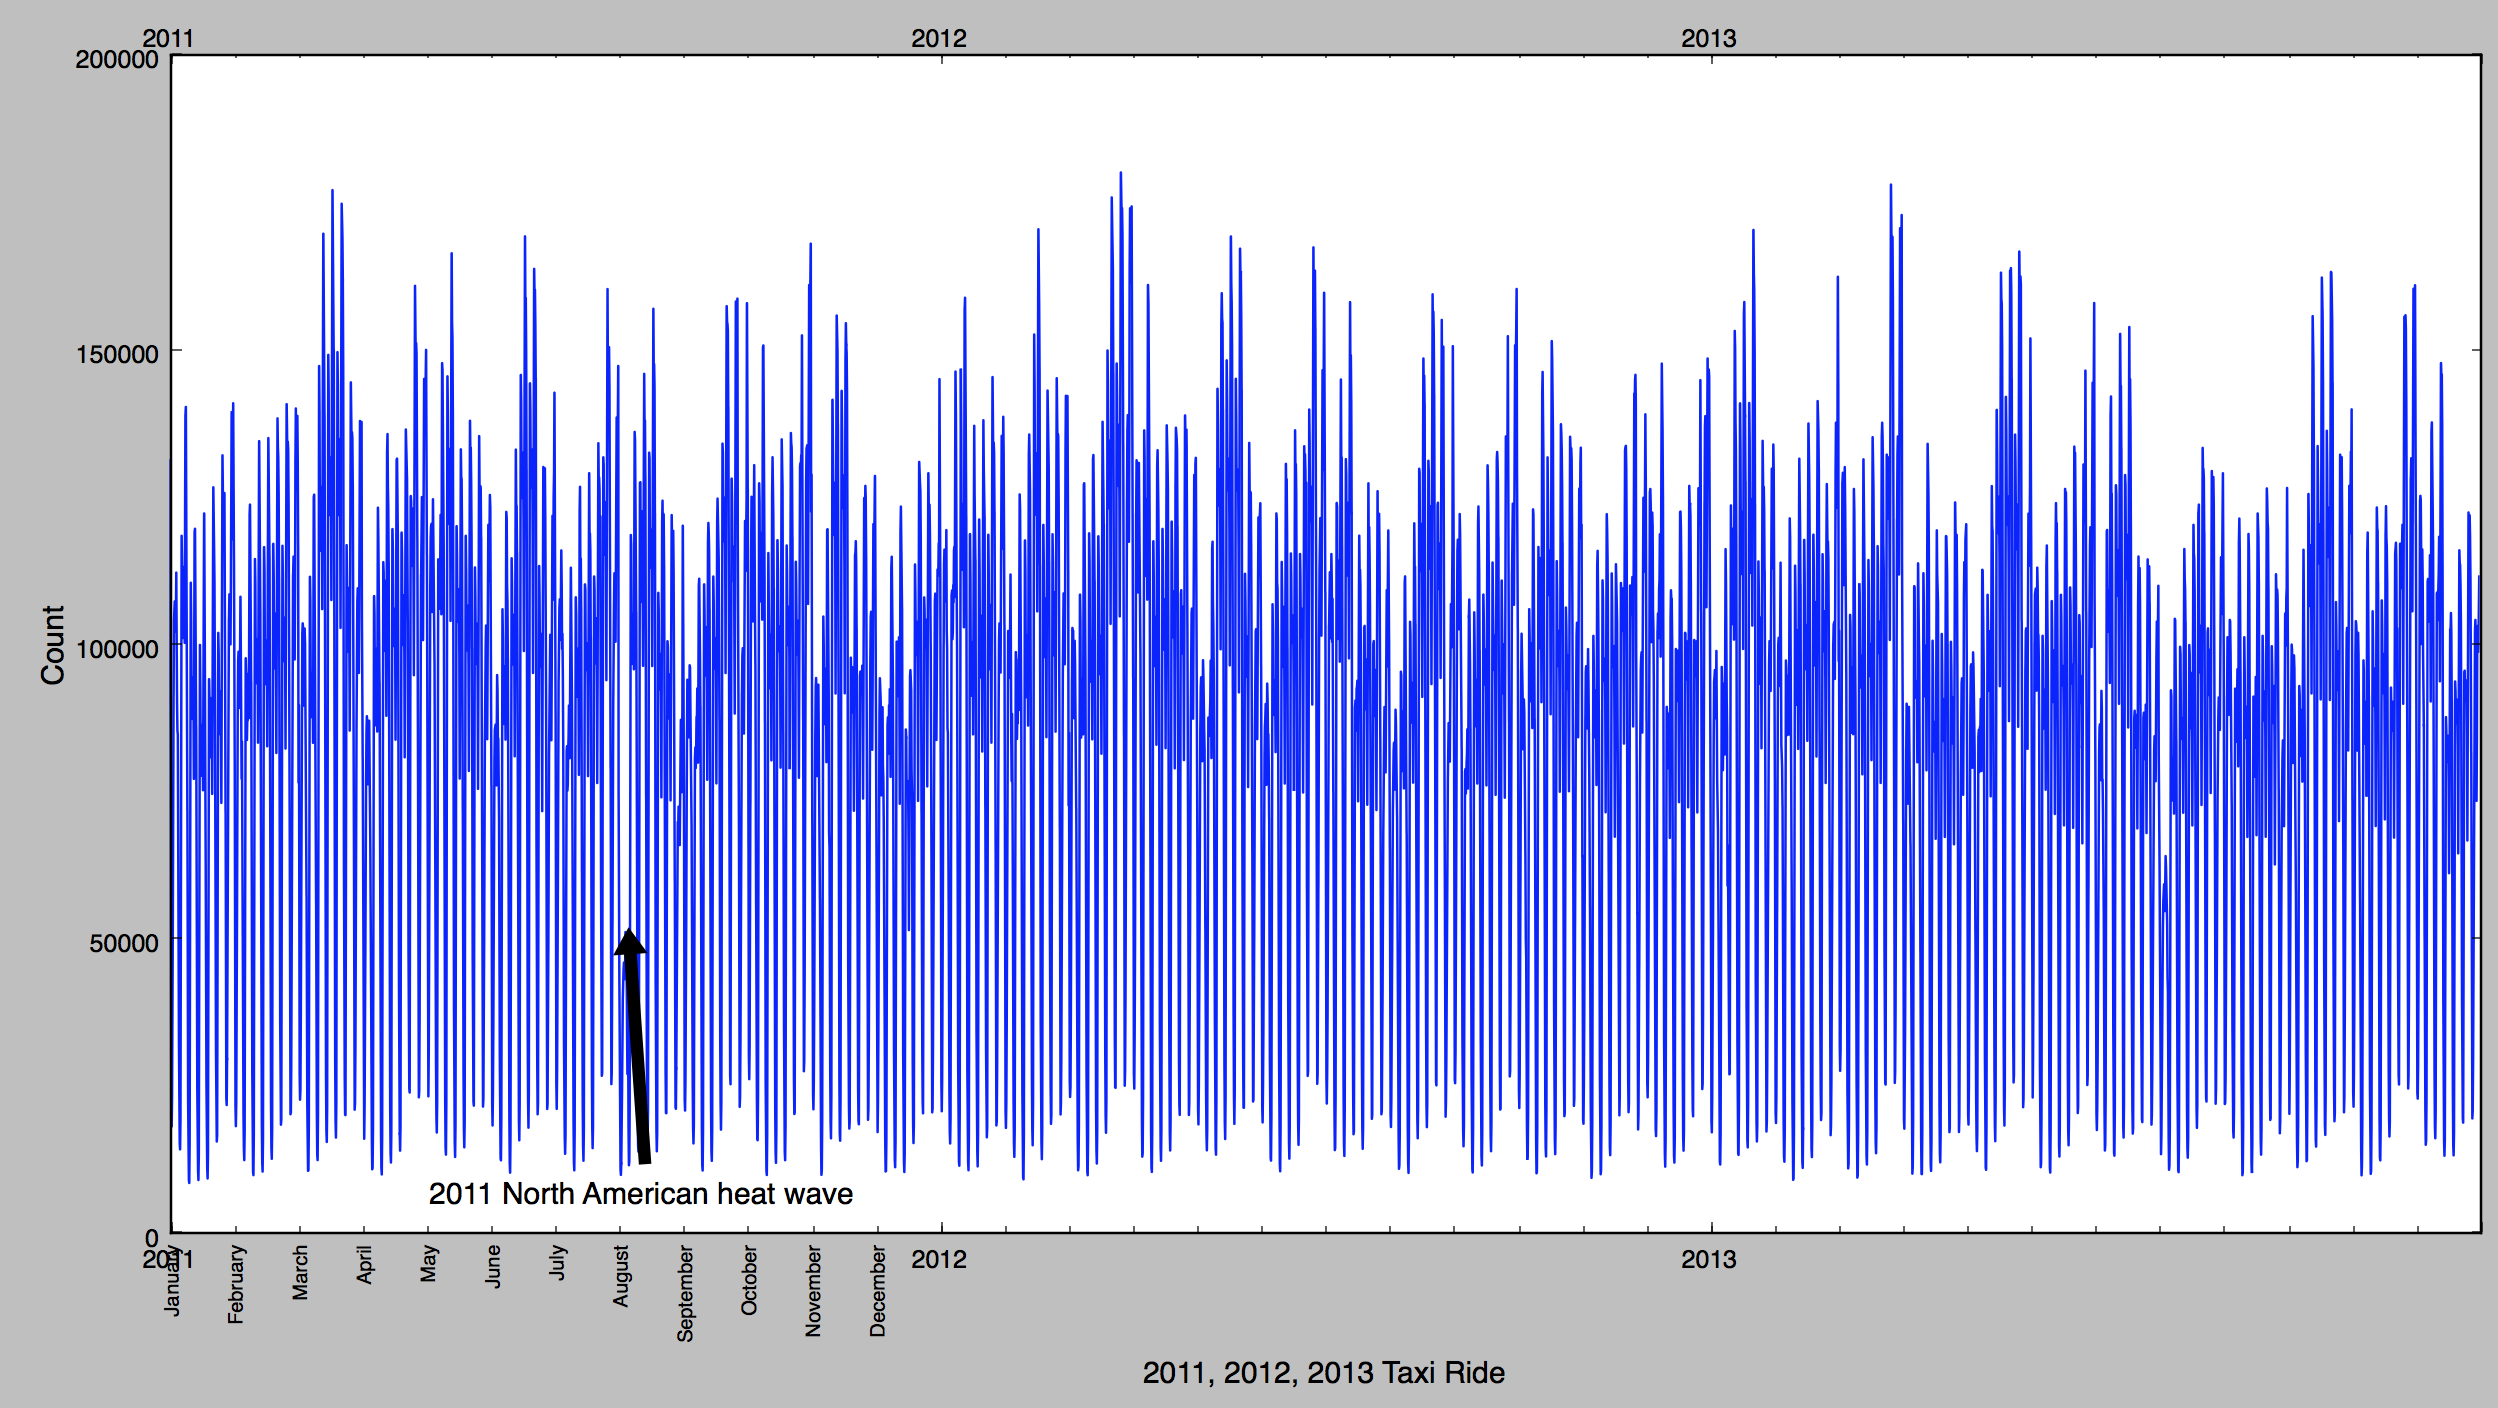 2011 2012 2013
200000
150000
100000
50000
0
Count
2011 North American heat wave
2011 2012 2013
January February March April May June July August September October November December
2011, 2012, 2013 Taxi Ride